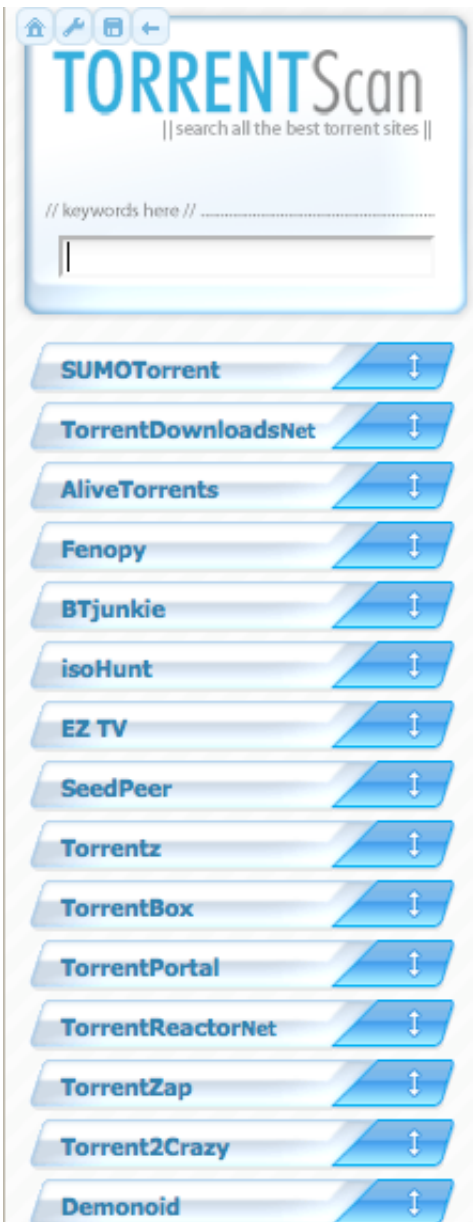 TORRENTScan
|| search all the best torrent sites ||
// keywords here //
SUMOTorrent
TorrentDownloadsNet
AliveTorrents
Fenopy
BTjunkie
isoHunt
EZ TV
SeedPeer
Torrentz
TorrentBox
TorrentPortal
TorrentReactorNet
TorrentZap
Torrent2Crazy
Demonoid